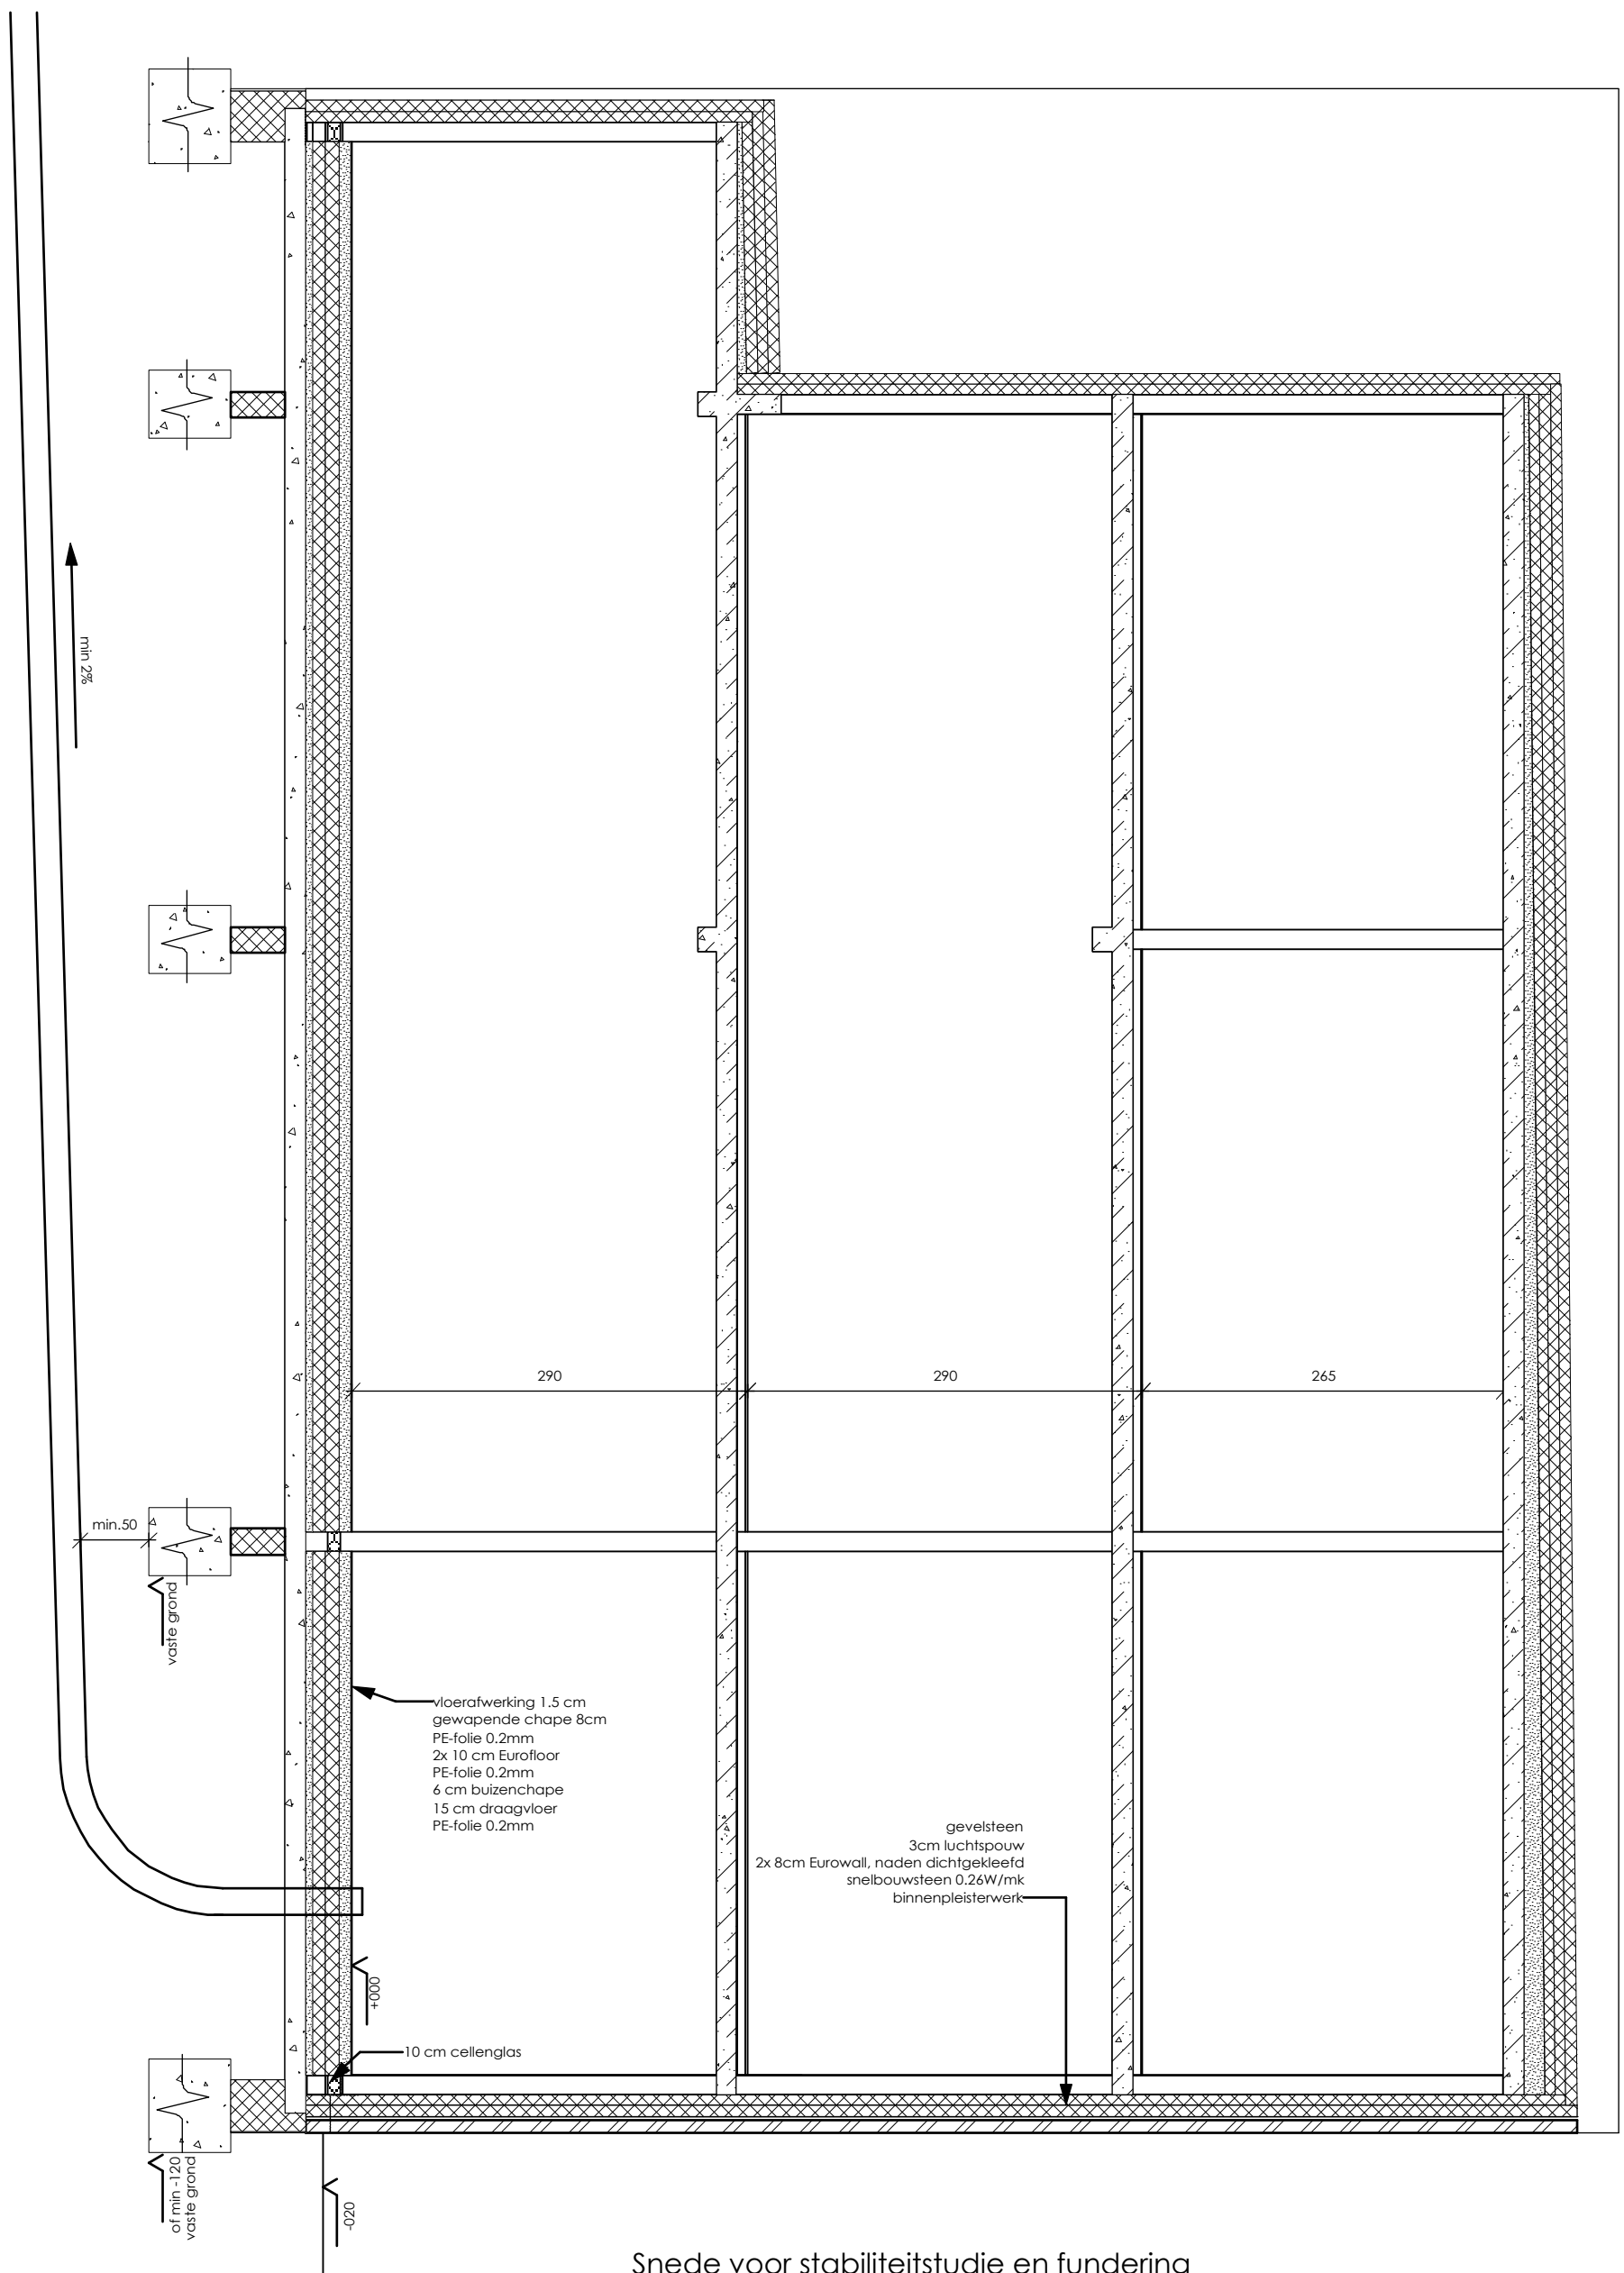 min 2%
290
290
265
min.50
vaste grond
vloerafwerking 1.5 cm
gewapende chape 8cm
PE-folie 0.2mm
2x 10 cm Eurofloor
PE-folie 0.2mm
6 cm buizenchape
15 cm draagvloer
PE-folie 0.2mm
gevelsteen
3cm luchtspouw
2x 8cm Eurowall, naden dichtgekleefd
snelbouwsteen 0.26W/mk
binnenpleisterwerk
+000
10 cm cellenglas
of min -120
vaste grond
-020
Snede voor stabiliteitstudie en fundering